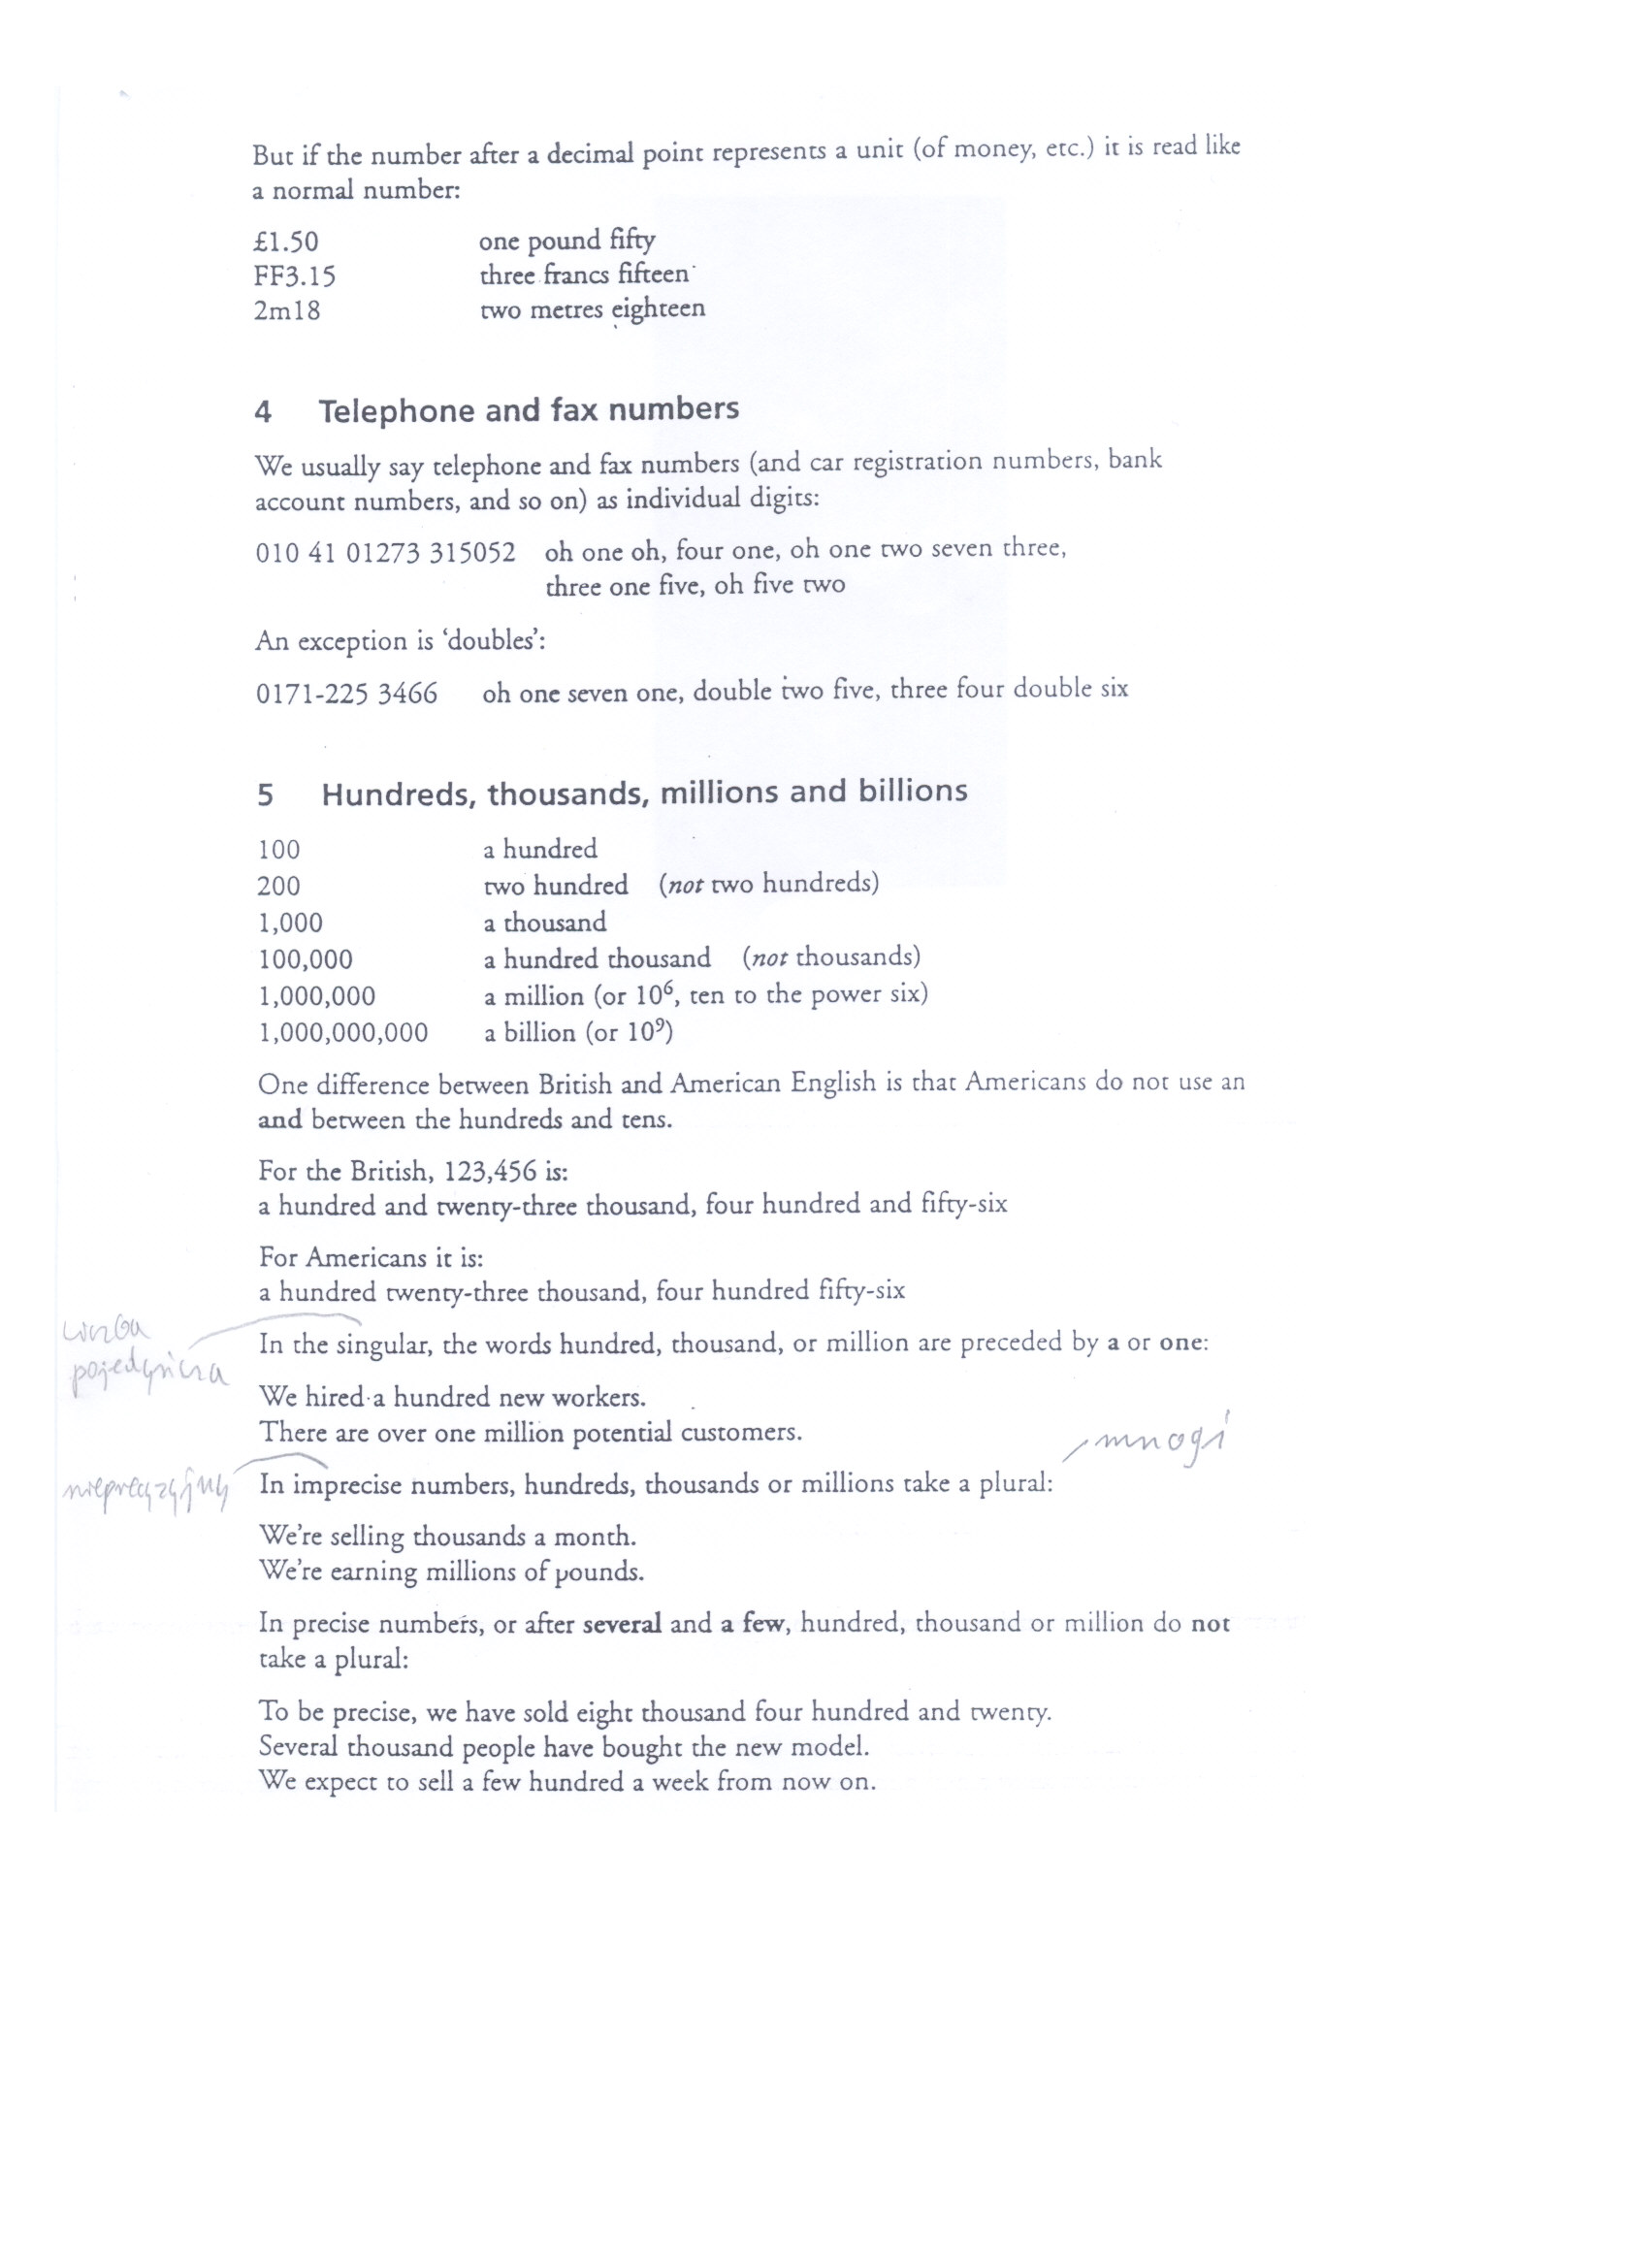 But if the number after a decimal point represents a unit (of money, etc.) it is read like
a normal number:
£1.50 one pound fifty
FF3.15 three francs fifteen
2m18 two metres eighteen
4 Telephone and fax numbers
We usually say telephone and fax numbers (and car registration numbers, bank
account numbers, and so on) as individual digits:
010 41 01273 315052 oh one oh, four one, oh one two seven three,
three one five, oh five two
An exception is ‘doubles’:
0171-225 3466 oh one seven one, double two five, three four double six
5 Hundreds, thousands, millions and billions
100 a hundred
200 two hundred (not two hundreds)
1,000 a thousand
100,000 a hundred thousand (not thousands)
1,000,000 a million (or 10⁶, ten to the power six)
1,000,000,000 a billion (or 10⁹)
One difference between British and American English is that Americans do not use an
and between the hundreds and tens.
For the British, 123,456 is:
a hundred and twenty-three thousand, four hundred and fifty-six
For Americans it is:
a hundred twenty-three thousand, four hundred fifty-six
liczba
pojedyncza
In the singular, the words hundred, thousand, or million are preceded by a or one:
We hired a hundred new workers.
There are over one million potential customers.
mnogi
nieprecyzyjny
In imprecise numbers, hundreds, thousands or millions take a plural:
We're selling thousands a month.
We're earning millions of pounds.
In precise numbers, or after several and a few, hundred, thousand or million do not
take a plural:
To be precise, we have sold eight thousand four hundred and twenty.
Several thousand people have bought the new model.
We expect to sell a few hundred a week from now on.